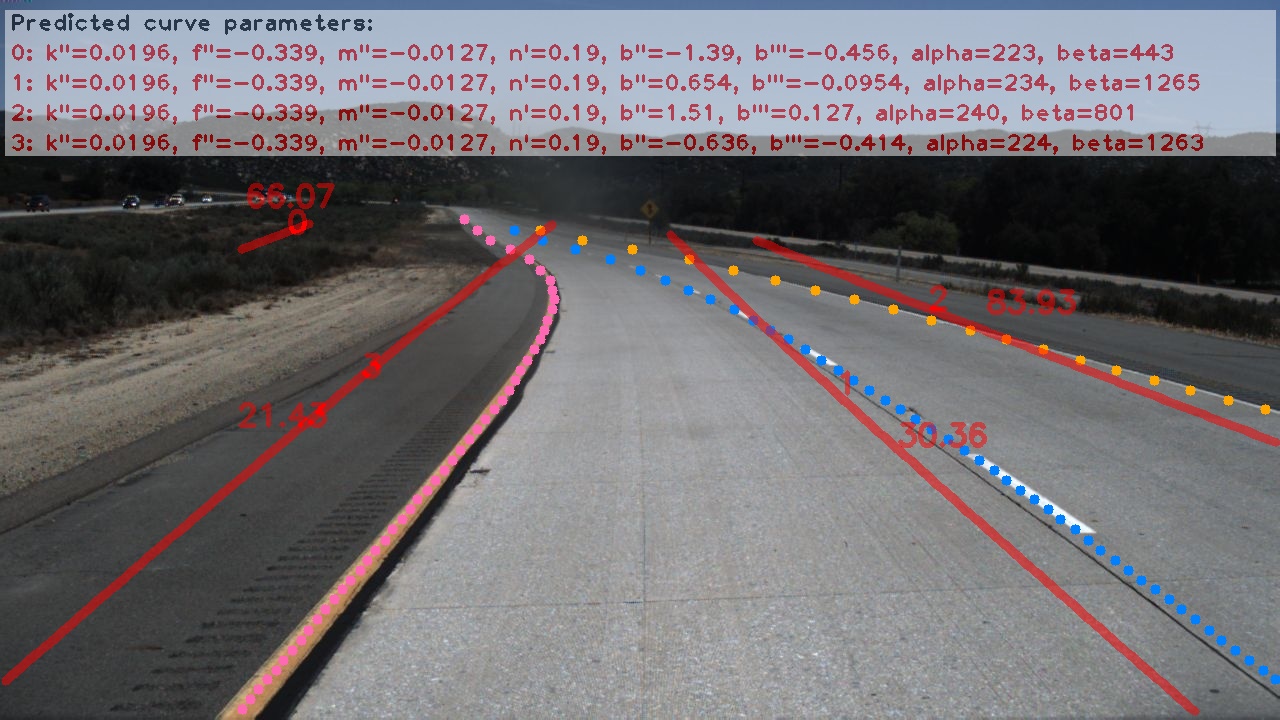 Predicted curve parameters:
0: k''=0.0196, f''=−0.339, m''=−0.0127, n'=0.19, b''=−1.39, b'''=−0.456, alpha=223, beta=443
1: k''=0.0196, f''=−0.339, m''=−0.0127, n'=0.19, b''=0.654, b'''=−0.0954, alpha=234, beta=1265
2: k''=0.0196, f''=−0.339, m''=−0.0127, n'=0.19, b''=1.51, b'''=0.127, alpha=240, beta=801
3: k''=0.0196, f''=−0.339, m''=−0.0127, n'=0.19, b''=−0.636, b'''=−0.414, alpha=224, beta=1263
66.07
0
2 83.93
3
1
21.43
30.36